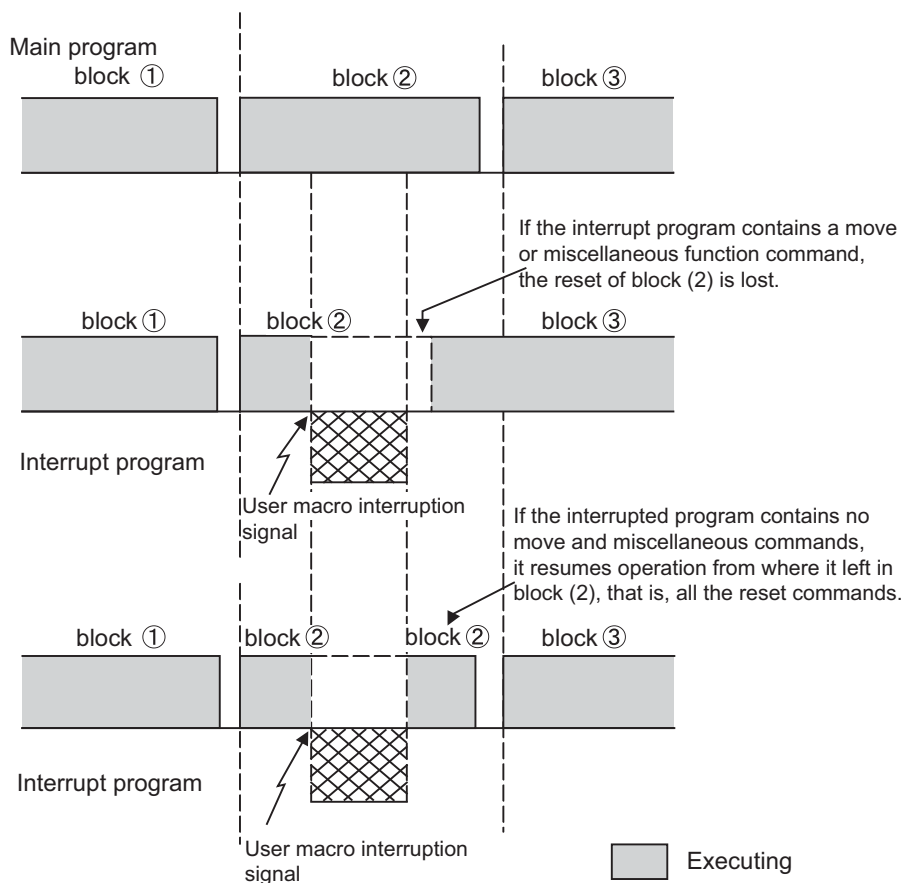 Main program
block ①
block ②
block ③
If the interrupt program contains a move
or miscellaneous function command,
the reset of block (2) is lost.
block ①
block ②
block ③
Interrupt program
User macro interruption
signal
If the interrupted program contains no
move and miscellaneous commands,
it resumes operation from where it left in
block (2), that is, all the reset commands.
block ①
block ②
block ②
block ③
Interrupt program
User macro interruption
signal
Executing